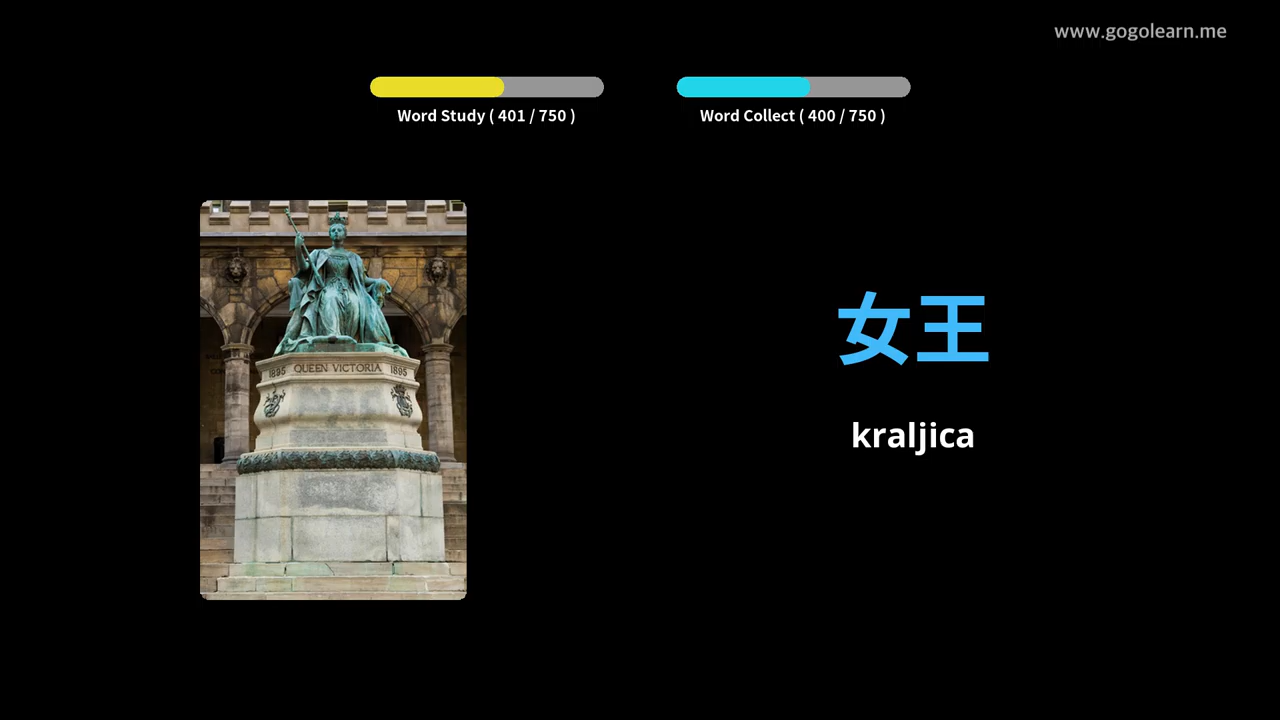 www.gogolearn.me
Word Study ( 401 / 750 )
Word Collect ( 400 / 750 )
1895 QUEEN VICTORIA 1895
女王
kraljica